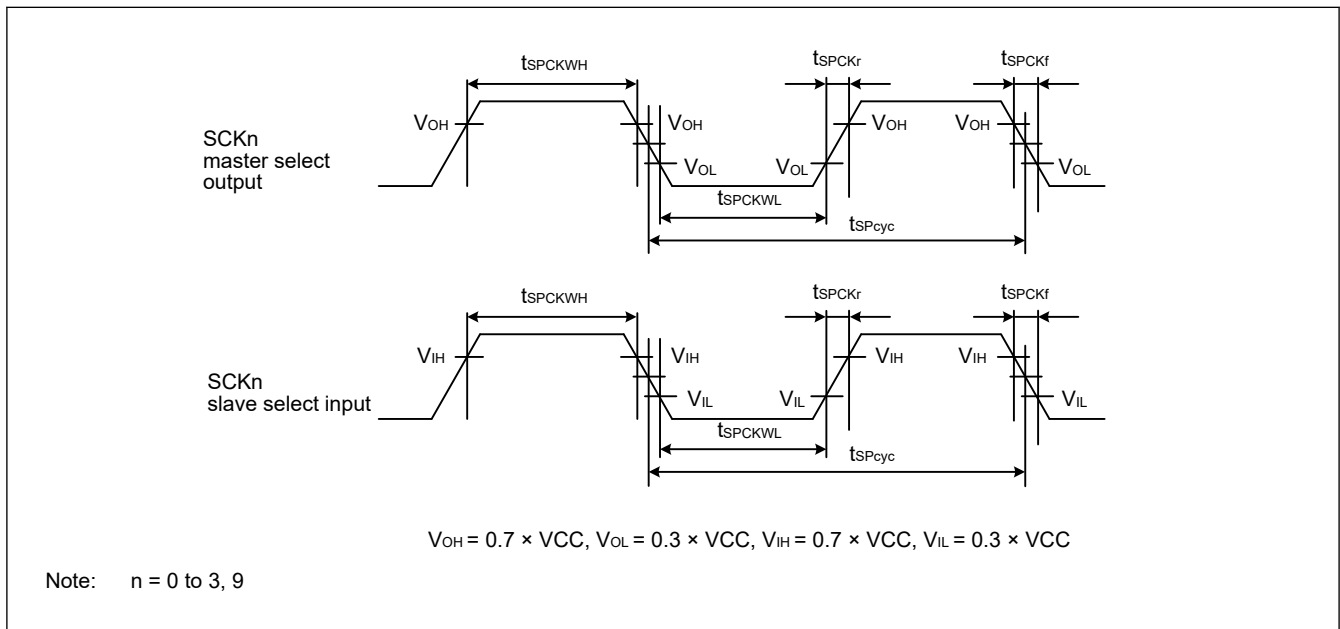 tSPCKWH
tSPCKr
tSPCKf
SCKn
master select
output
VOH
VOH
VOL
VOL
VOH
VOH
VOL
tSPCKWL
tSPcyc
tSPCKWH
tSPCKr
tSPCKf
SCKn
slave select input
VIH
VIH
VIL
VIL
VIH
VIH
VIL
tSPCKWL
tSPcyc
VOH = 0.7 × VCC, VOL = 0.3 × VCC, VIH = 0.7 × VCC, VIL = 0.3 × VCC
Note: n = 0 to 3, 9